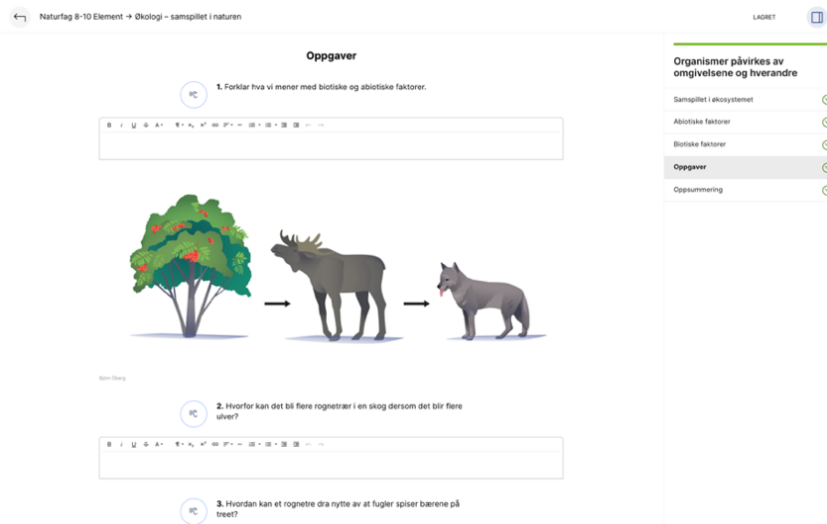 Naturfag 8-10 Element → Økologi – samspillet i naturen
LAGRET
Oppgaver
1. Forklar hva vi mener med biotiske og abiotiske faktorer.
B I U S A
Bjørn Öberg
2. Hvorfor kan det bli flere rognetrær i en skog dersom det blir flere
ulver?
B I U S A
3. Hvordan kan et rognetre dra nytte av at fugler spiser bærene på
treet?
Organismer påvirkes av
omgivelsene og hverandre
Samspillet i økosystemet
Abiotiske faktorer
Biotiske faktorer
Oppgaver
Oppsummering